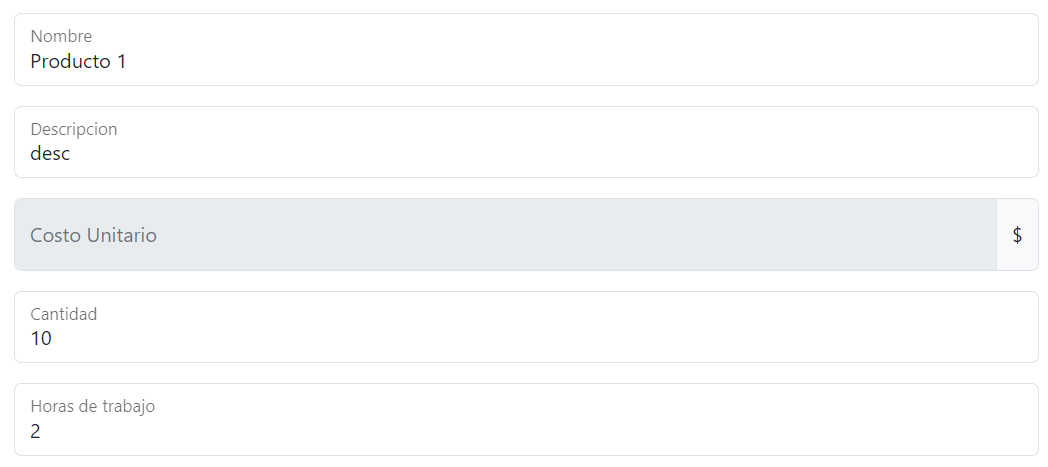 Nombre
Producto 1
Descripcion
desc
Costo Unitario $
Cantidad
10
Horas de trabajo
2